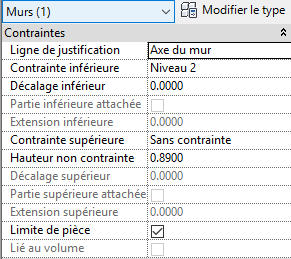 Murs (1) Modifier le type
Contraintes
Ligne de justification Axe du mur
Contrainte inférieure Niveau 2
Décalage inférieur 0.0000
Partie inférieure attachée
Extension inférieure 0.0000
Contrainte supérieure Sans contrainte
Hauteur non contrainte 0.8900
Décalage supérieur 0.0000
Partie supérieure attachée
Extension supérieure 0.0000
Limite de pièce
Lié au volume